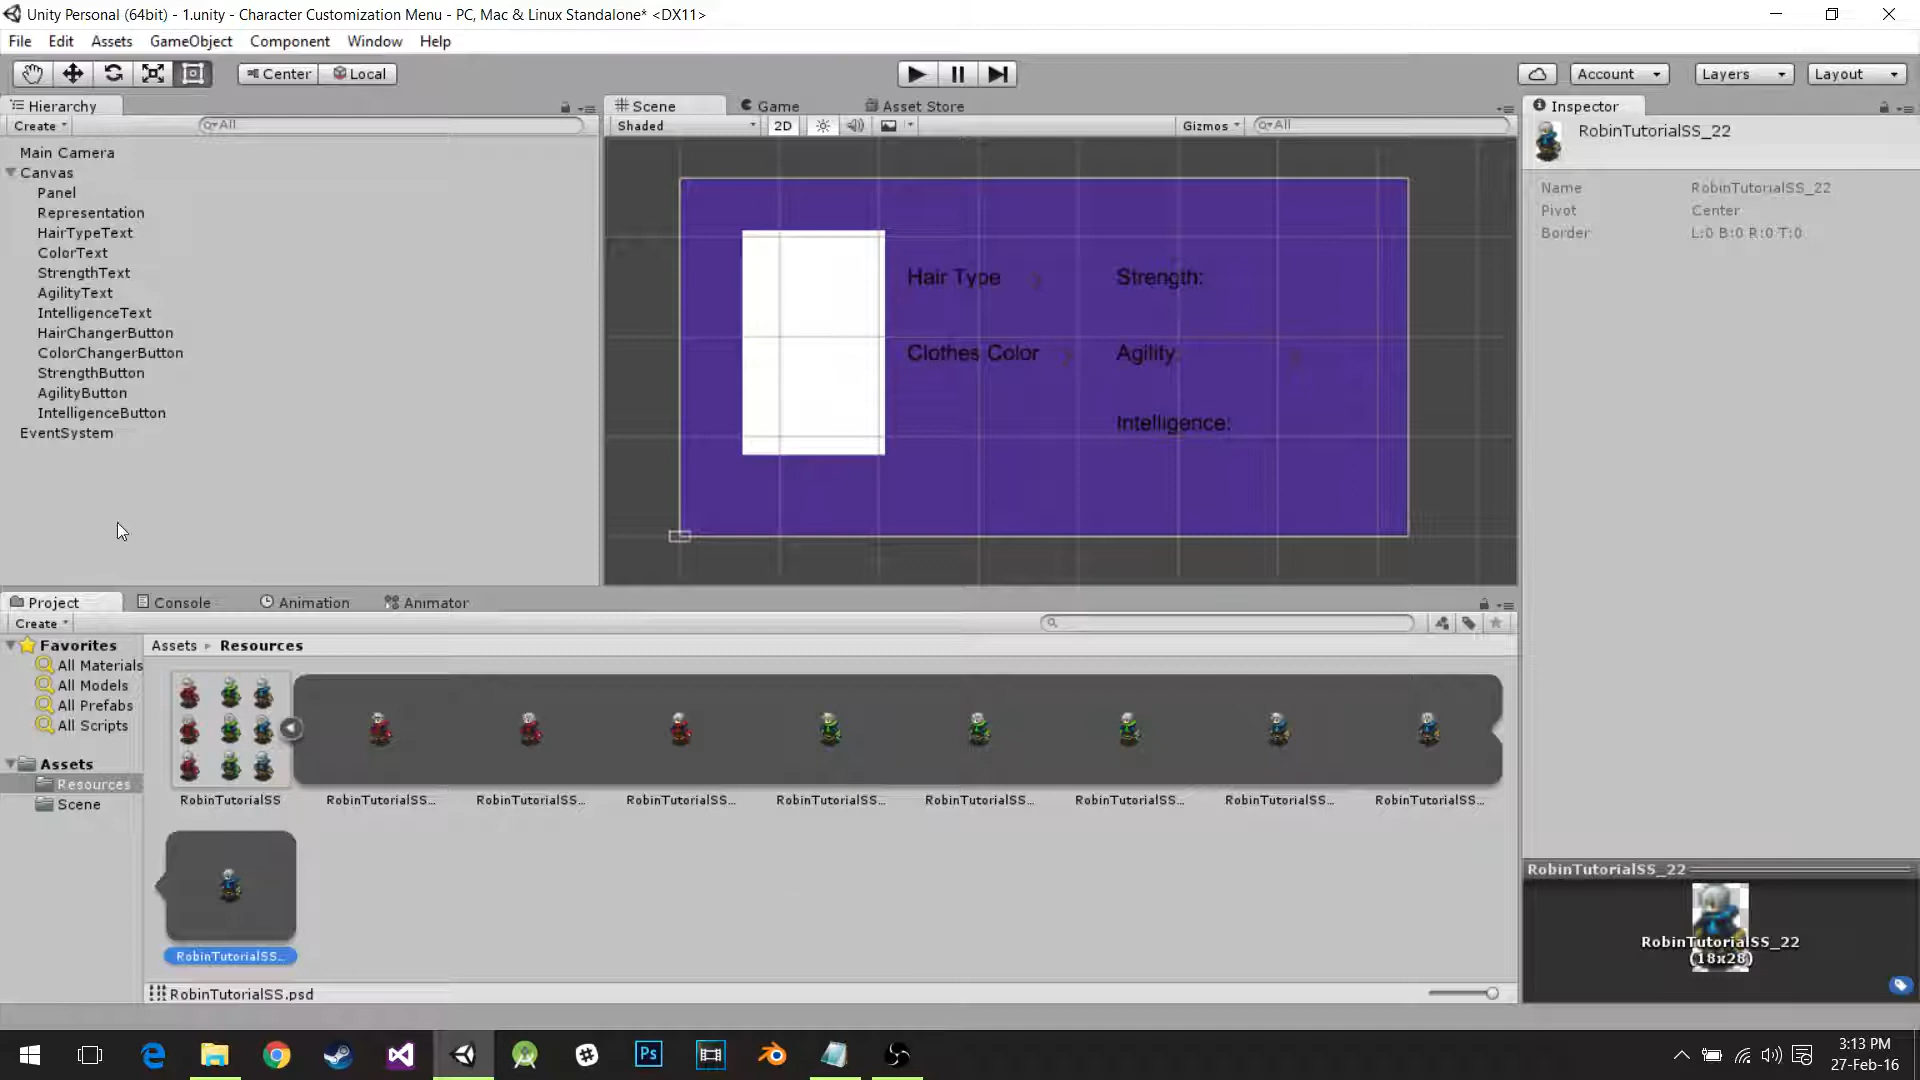 Unity Personal (64bit) - 1.unity - Character Customization Menu - PC, Mac & Linux Standalone* <DX11>
File Edit Assets GameObject Component Window Help
Center Local Account Layers Layout
Hierarchy
Create All
Main Camera
Canvas
Panel
Representation
HairTypeText
ColorText
StrengthText
AgilityText
IntelligenceText
HairChangerButton
ColorChangerButton
StrengthButton
AgilityButton
IntelligenceButton
EventSystem
Scene Game Asset Store
Shaded 2D Gizmos All
Hair Type Strength:
Clothes Color Agility
Intelligence:
Inspector
RobinTutorialSS_22
Name RobinTutorialSS_22
Pivot Center
Border L:0 B:0 R:0 T:0
Project Console Animation Animator
Create
Favorites
All Materials
All Models
All Prefabs
All Scripts
Assets
Resources
Scene
Assets Resources
RobinTutorialSS RobinTutorialSS... RobinTutorialSS... RobinTutorialSS... RobinTutorialSS... RobinTutorialSS... RobinTutorialSS... RobinTutorialSS... RobinTutorialSS...
RobinTutorialSS...
RobinTutorialSS.psd
RobinTutorialSS_22
RobinTutorialSS_22
(18x28)
Ps
3:13 PM
27-Feb-16